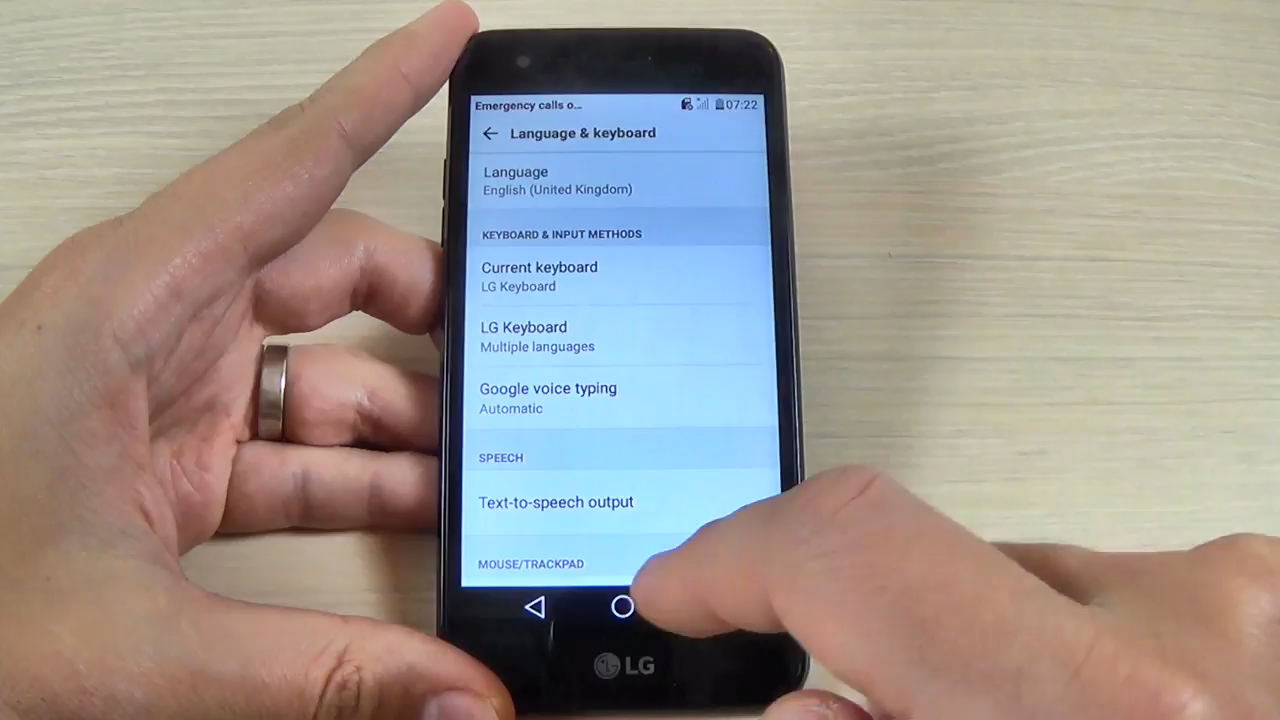 Emergency calls o... 07:22
Language & keyboard
Language
English (United Kingdom)
KEYBOARD & INPUT METHODS
Current keyboard
LG Keyboard
LG Keyboard
Multiple languages
Google voice typing
Automatic
SPEECH
Text-to-speech output
MOUSE/TRACKPAD
LG